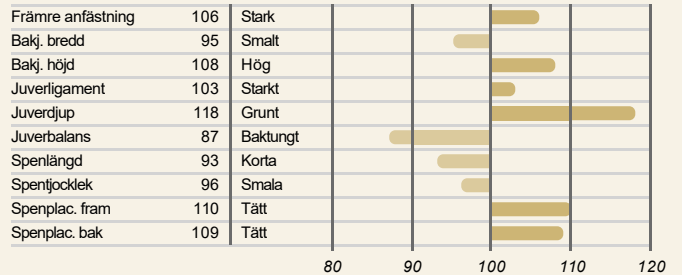 Främre anfästning 106 Stark
Bakj. bredd 95 Smalt
Bakj. höjd 108 Hög
Juverligament 103 Starkt
Juverdjup 118 Grunt
Juverbalans 87 Baktungt
Spenlängd 93 Korta
Spentjocklek 96 Smala
Spenplac. fram 110 Tätt
Spenplac. bak 109 Tätt
80 90 100 110 120